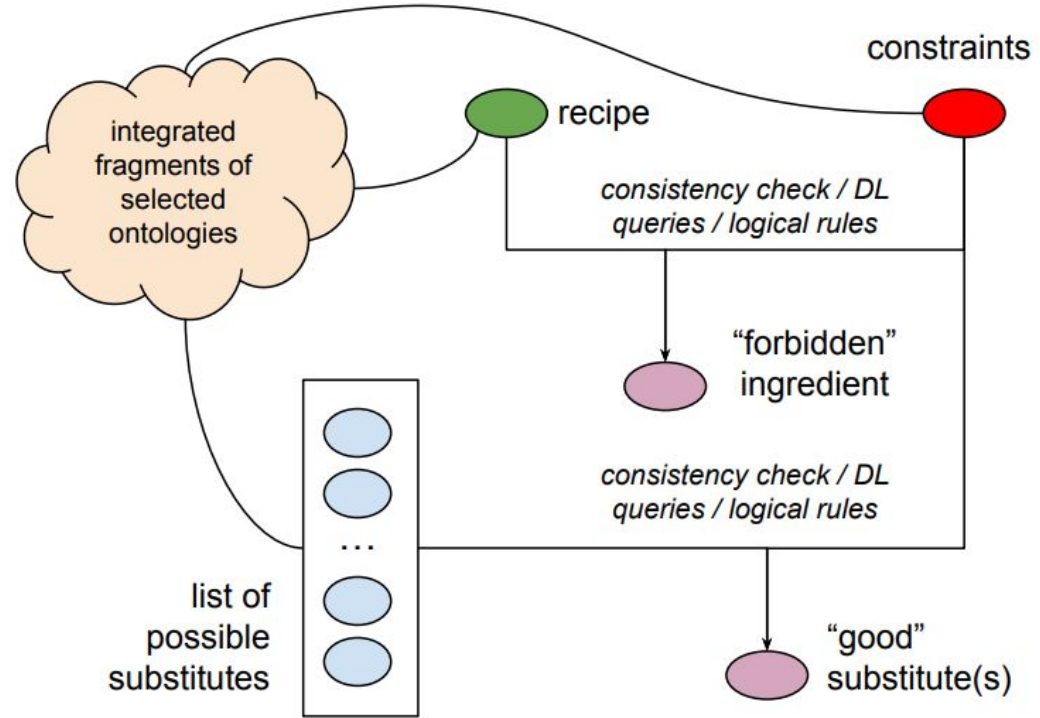 constraints
recipe
integrated
fragments of
selected
ontologies
consistency check / DL
queries / logical rules
“forbidden”
ingredient
consistency check / DL
queries / logical rules
...
list of
possible
substitutes
“good”
substitute(s)